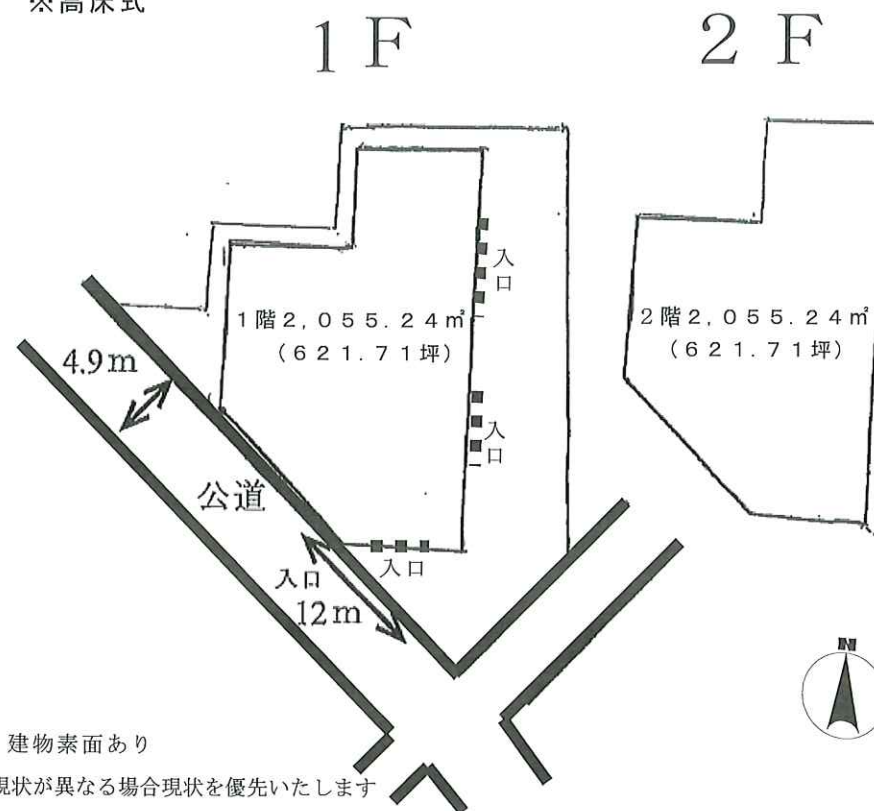 ※高床式
１Ｆ
２Ｆ
入口
１階２,０５５.２４㎡
（６２１.７１坪）
２階２,０５５.２４㎡
（６２１.７１坪）
4.9m
入口
公道
入口
入口
12m
N
建物素面あり
現状が異なる場合現状を優先いたします